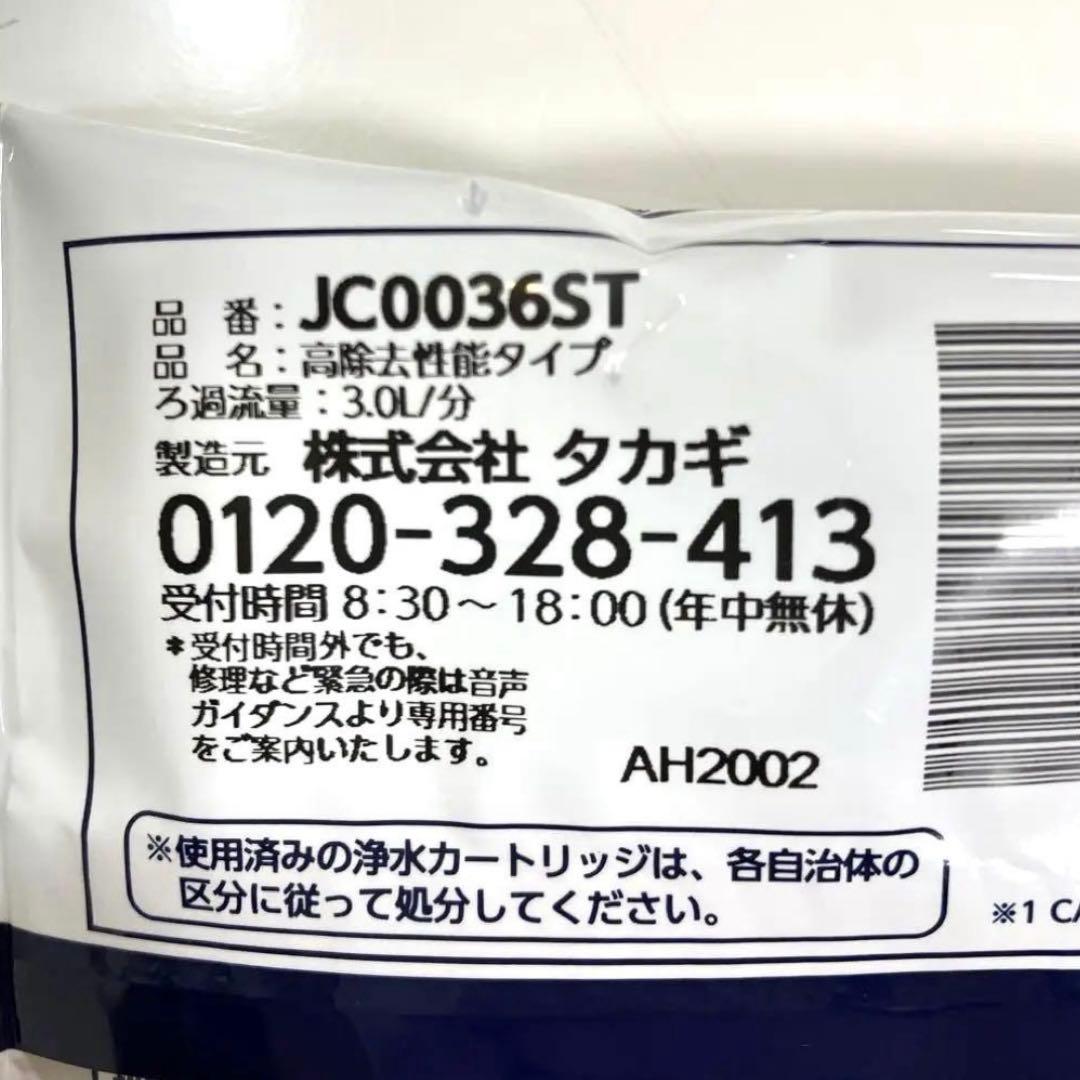 品 番：JC0036ST
品 名：高除去性能タイプ
ろ過流量：3.0L/分
製造元 株式会社 タカギ
0120-328-413
受付時間 8:30～18:00(年中無休)
*受付時間外でも、
修理など緊急の際は音声
ガイダンスより専用番号
をご案内いたします。
AH2002
※使用済みの浄水カートリッジは、各自治体の
区分に従って処分してください。
※1